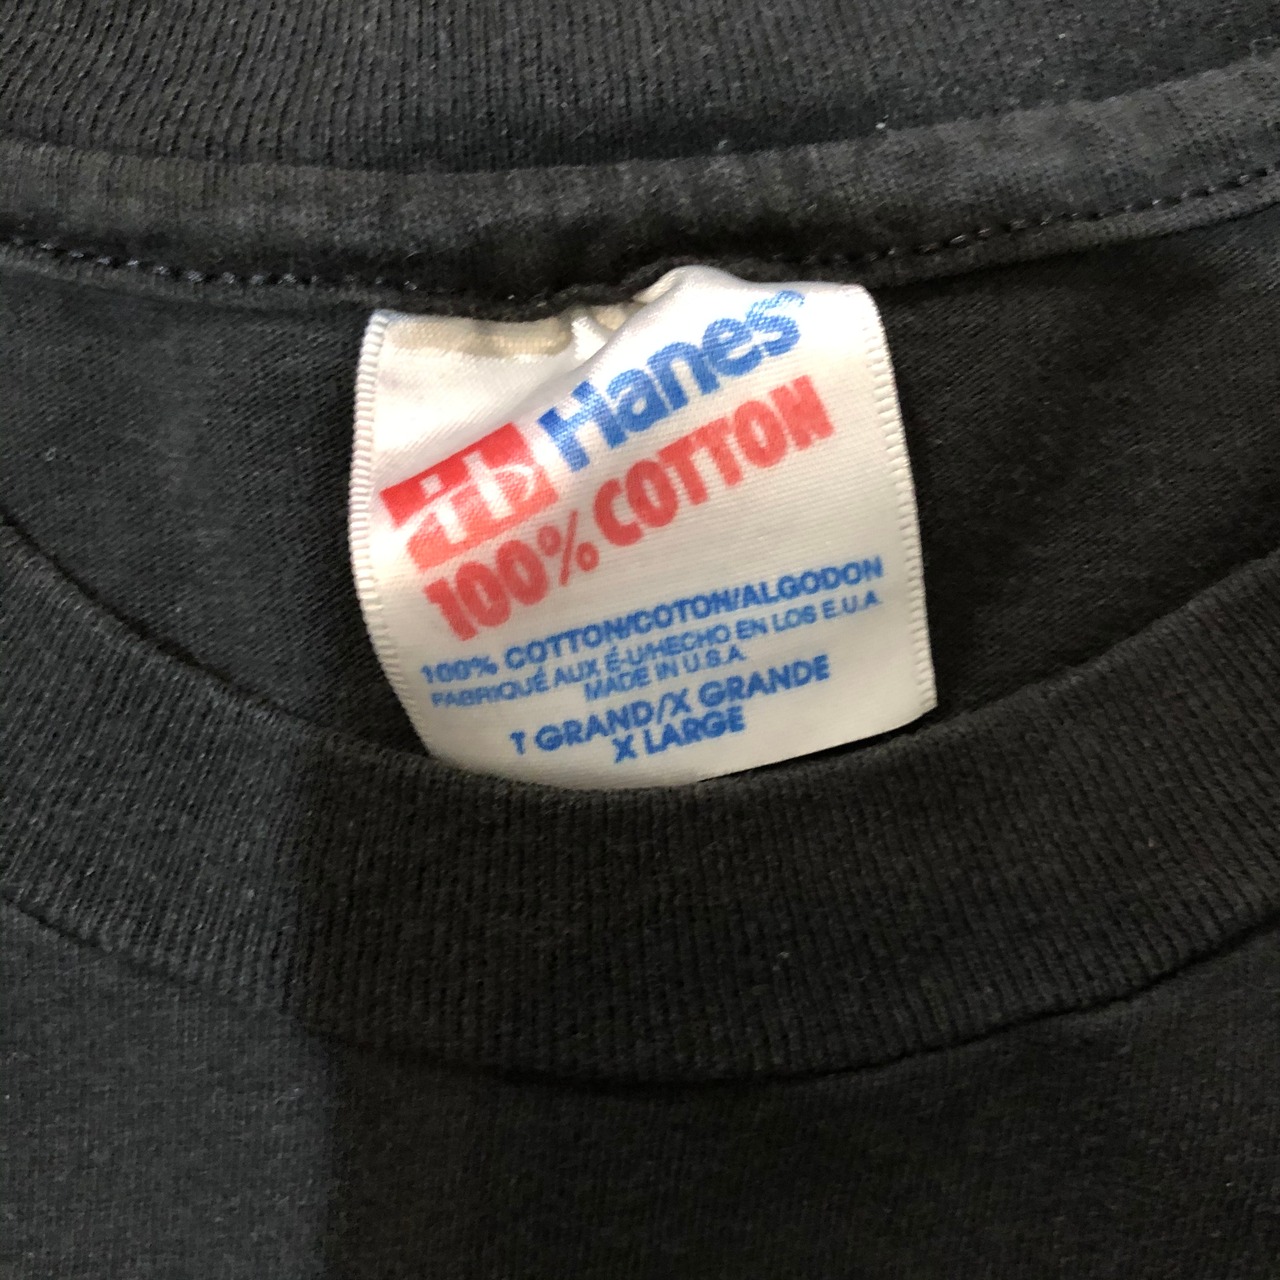 Hanes
100% COTTON
100% COTTON/COTON/ALGODON
FABRIQUÉ AUX É-U/HECHO EN LOS E.U.A.
MADE IN U.S.A.
T GRAND/X GRANDE
X LARGE